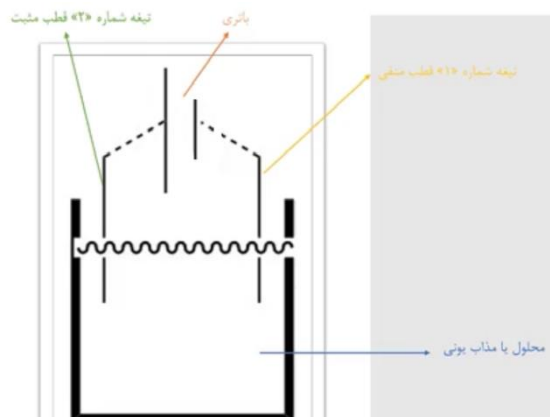 تیغه شماره «۲» قطب مثبت
باتری
تیغه شماره «۱» قطب منفی
محلول یا مذاب یونی